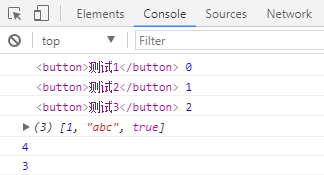 Elements Console Sources Network
top Filter
<button>测试1</button> 0
<button>测试2</button> 1
<button>测试3</button> 2
(3) [1, "abc", true]
4
3